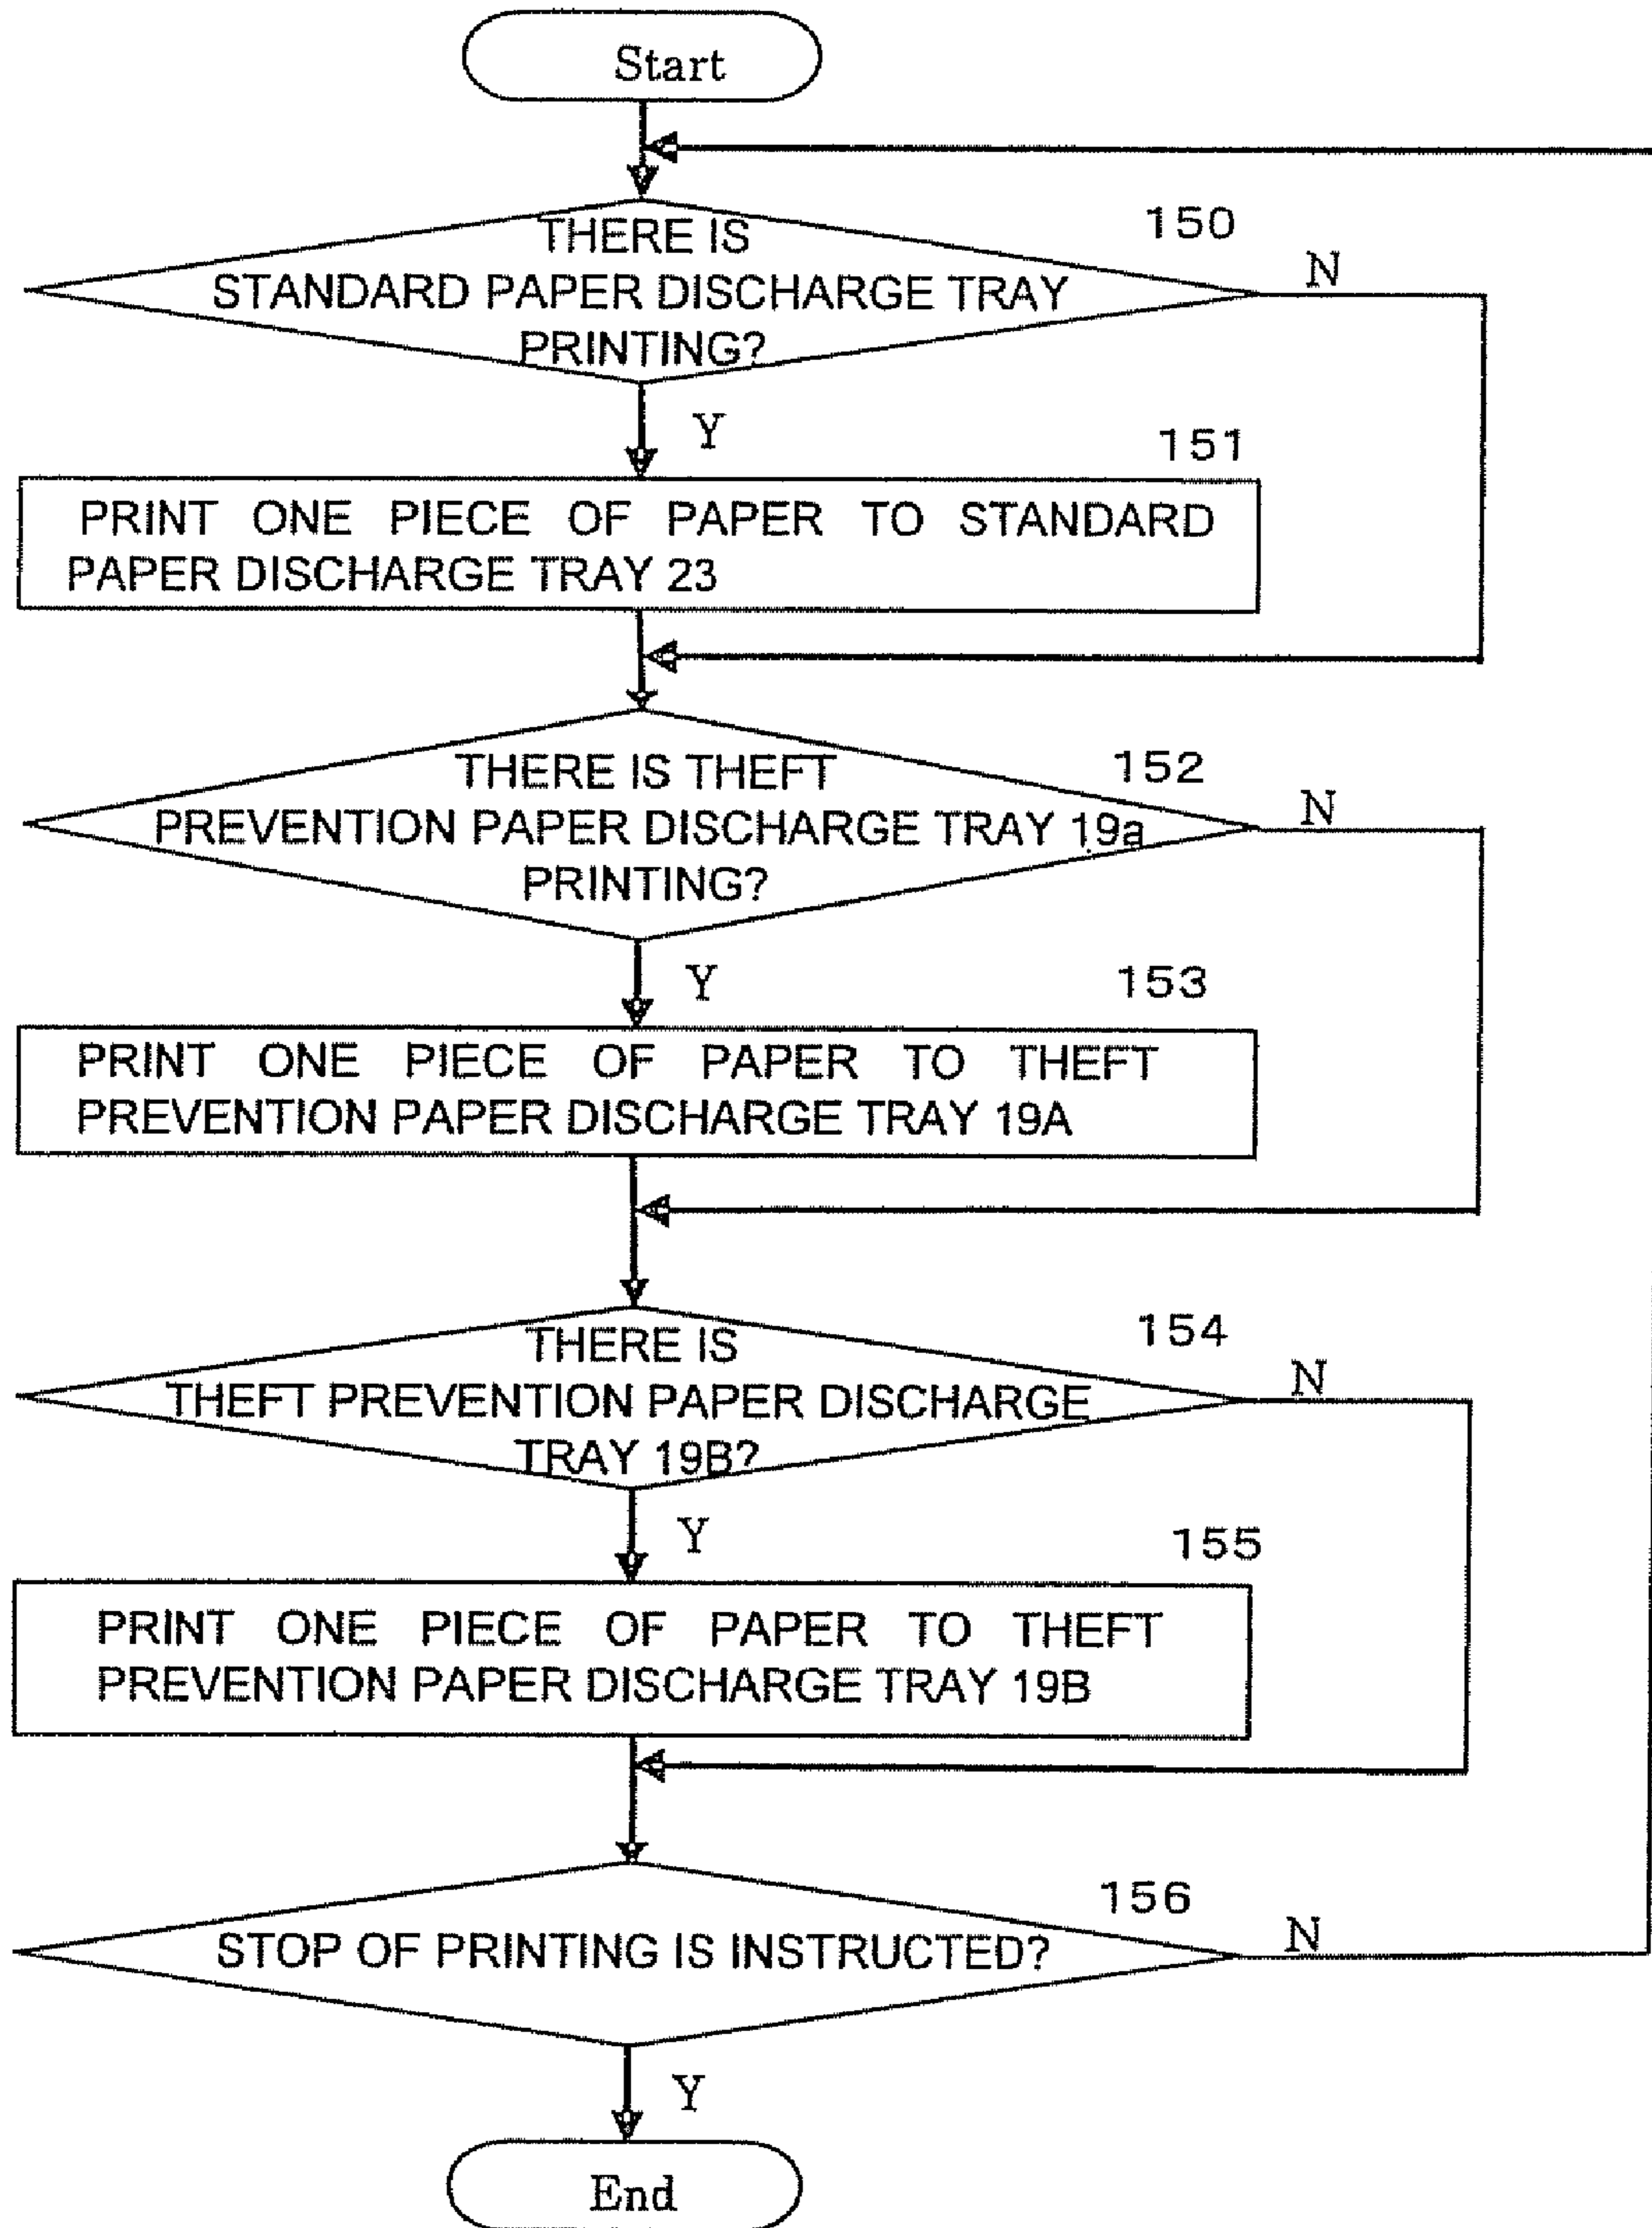 Start
150
THERE IS
STANDARD PAPER DISCHARGE TRAY
PRINTING?
N
Y
151
PRINT ONE PIECE OF PAPER TO STANDARD
PAPER DISCHARGE TRAY 23
152
THERE IS THEFT
PREVENTION PAPER DISCHARGE TRAY 19a
PRINTING?
N
Y
153
PRINT ONE PIECE OF PAPER TO THEFT
PREVENTION PAPER DISCHARGE TRAY 19A
154
THERE IS
THEFT PREVENTION PAPER DISCHARGE
TRAY 19B?
N
Y
155
PRINT ONE PIECE OF PAPER TO THEFT
PREVENTION PAPER DISCHARGE TRAY 19B
156
STOP OF PRINTING IS INSTRUCTED?
N
Y
End